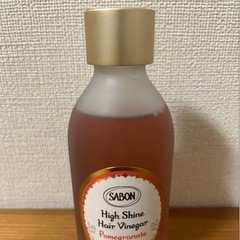 SABON
High Shine
Hair Vinegar
Pomegranate